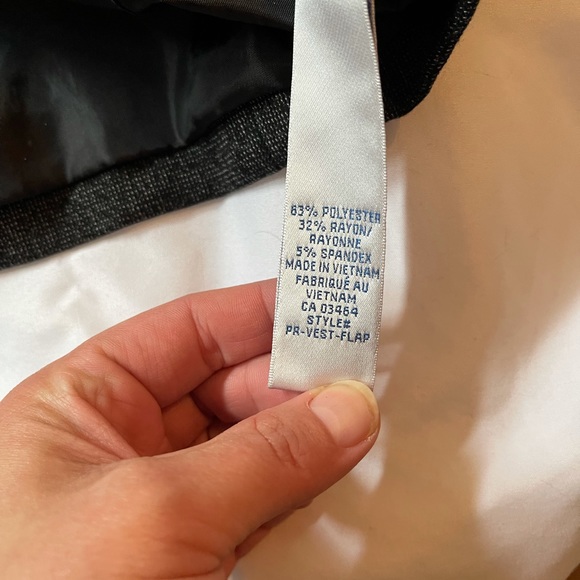 63% POLYESTER
32% RAYON/
RAYONNE
5% SPANDEX
MADE IN VIETNAM
FABRIQUÉ AU
VIETNAM
CA 03464
STYLE#
PR-VEST-FLAP